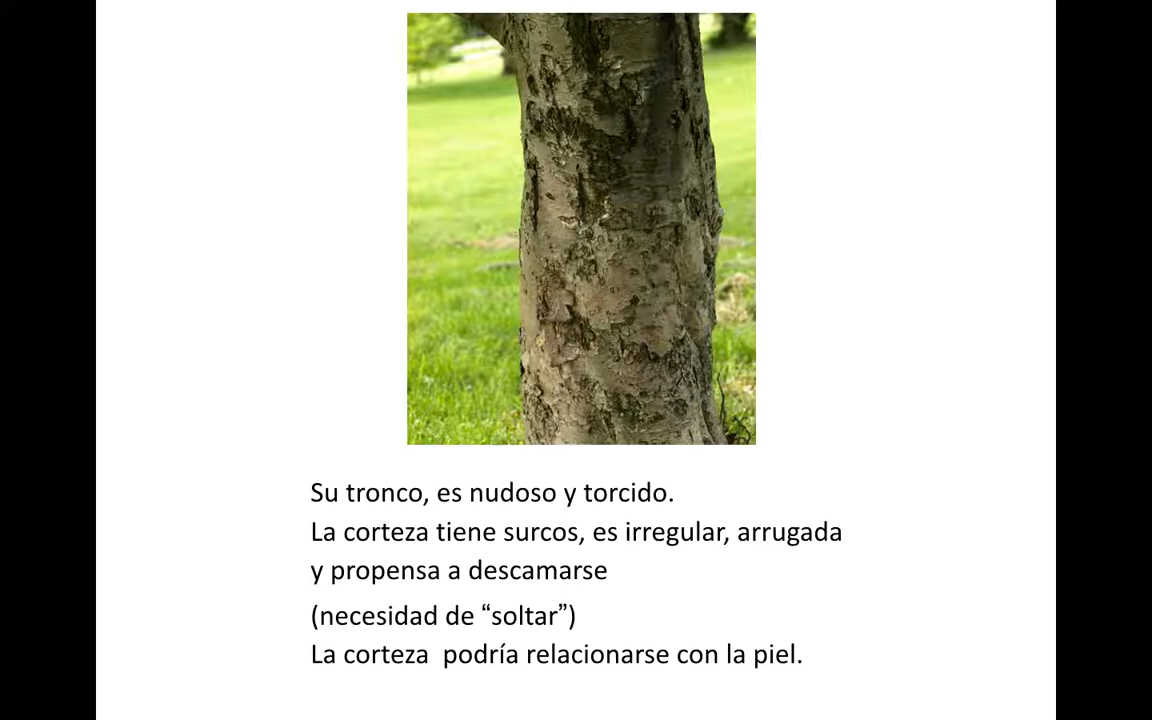 Su tronco, es nudoso y torcido.
La corteza tiene surcos, es irregular, arrugada
y propensa a descamarse
(necesidad de “soltar”)
La corteza  podría relacionarse con la piel.